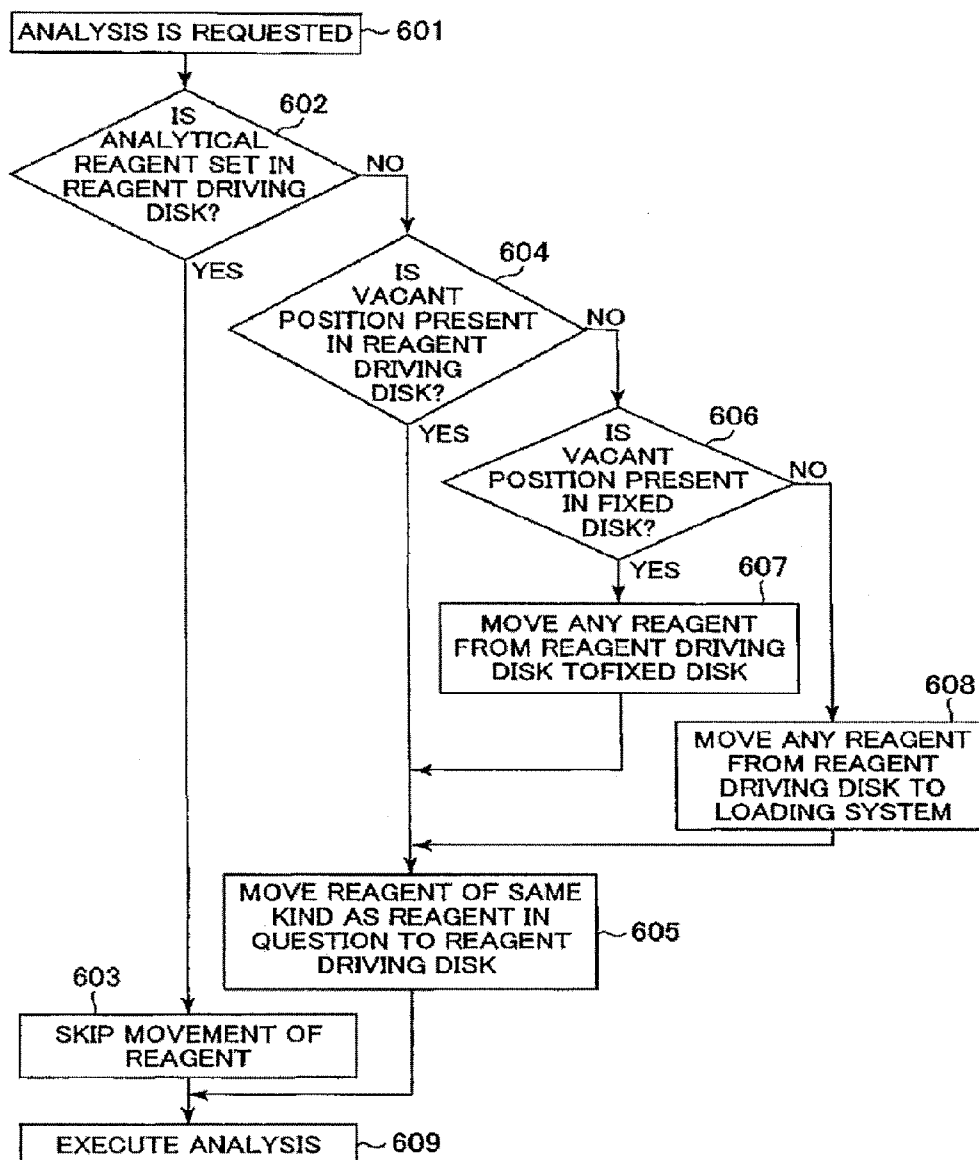 ANALYSIS IS REQUESTED 601
602
IS
ANALYTICAL
REAGENT SET IN
REAGENT DRIVING
DISK?
NO
YES
604
IS
VACANT
POSITION PRESENT
IN REAGENT
DRIVING
DISK?
NO
YES
606
IS
VACANT
POSITION PRESENT
IN FIXED
DISK?
NO
YES
607
MOVE ANY REAGENT
FROM REAGENT DRIVING
DISK TOFIXED DISK
608
MOVE ANY REAGENT
FROM REAGENT
DRIVING DISK TO
LOADING SYSTEM
MOVE REAGENT OF SAME
KIND AS REAGENT IN
QUESTION TO REAGENT
DRIVING DISK
605
603
SKIP MOVEMENT OF
REAGENT
EXECUTE ANALYSIS 609